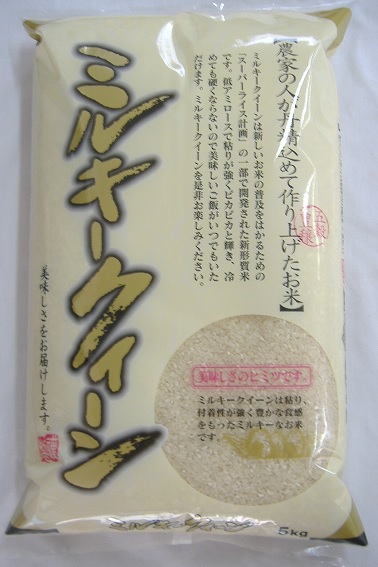 【農家の人が丹精込めて作り上げたお米】
ミルキークイーンは新しいお米の普及をはかるための
「スーパーライス計画」の一部で開発された新形質米
です。低アミロースで粘りが強くピカピカと輝き、冷
めても硬くならないので美味しいご飯がいつでもいた
だけます。ミルキークイーンを是非お楽しみください。
ミルキークイーン
美味しさをお届けします。
美味しさのヒミツです。
ミルキークイーンは粘り、
付着性が強く豊かな食感
をもったミルキーなお米
です。
5kg